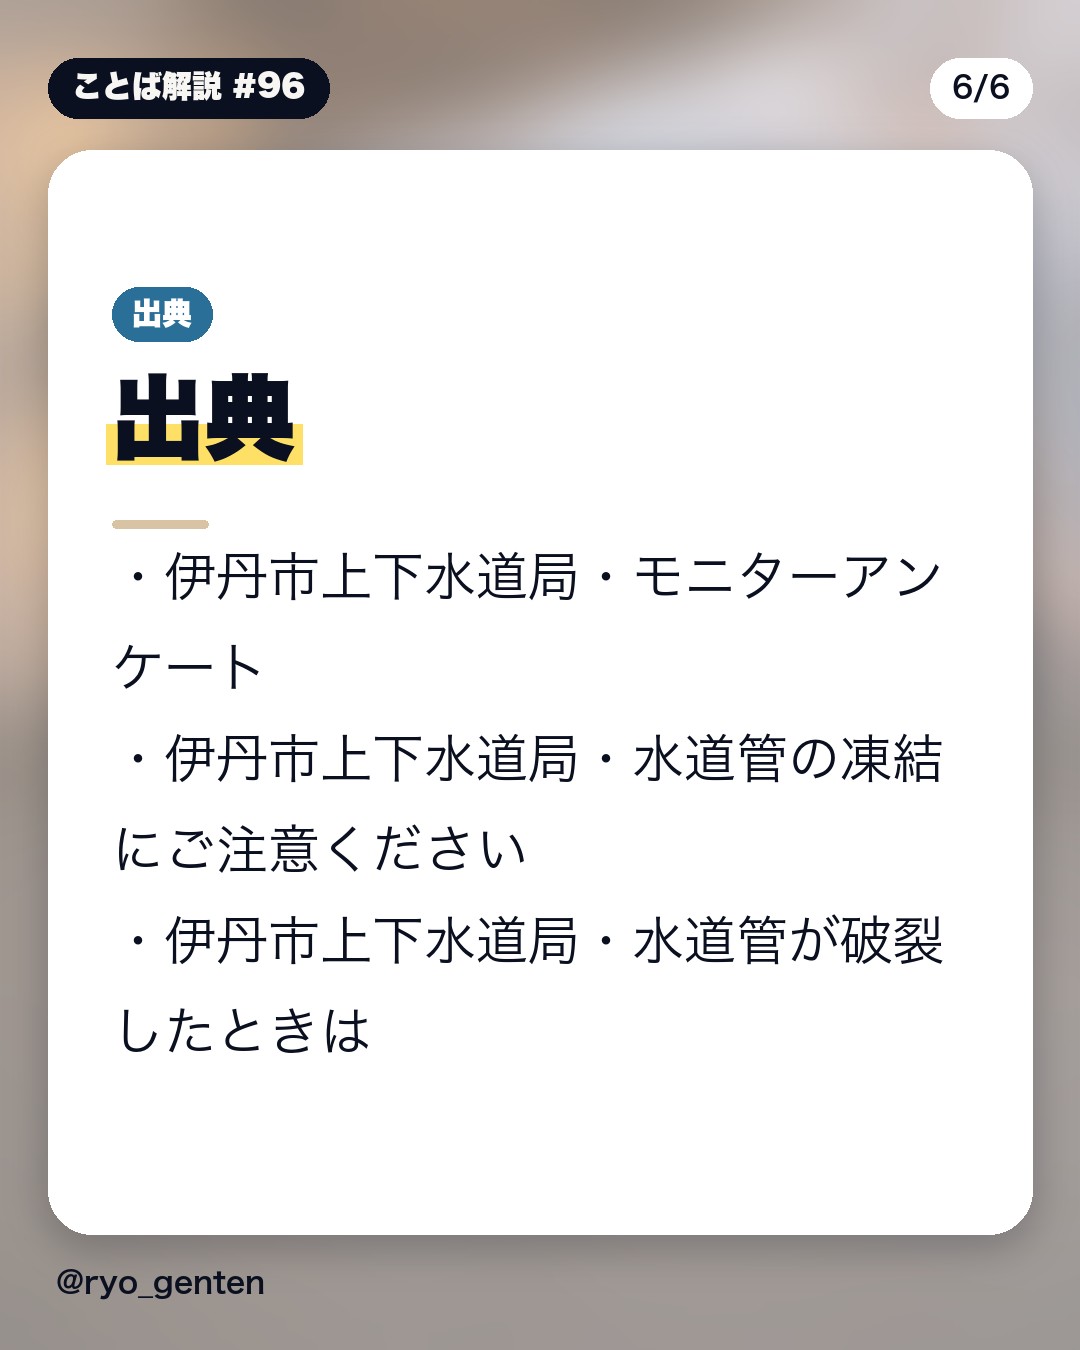 ことば解説 #96
6/6
出典
出典
・伊丹市上下水道局・モニターアン
ケート
・伊丹市上下水道局・水道管の凍結
にご注意ください
・伊丹市上下水道局・水道管が破裂
したときは
@ryo_genten